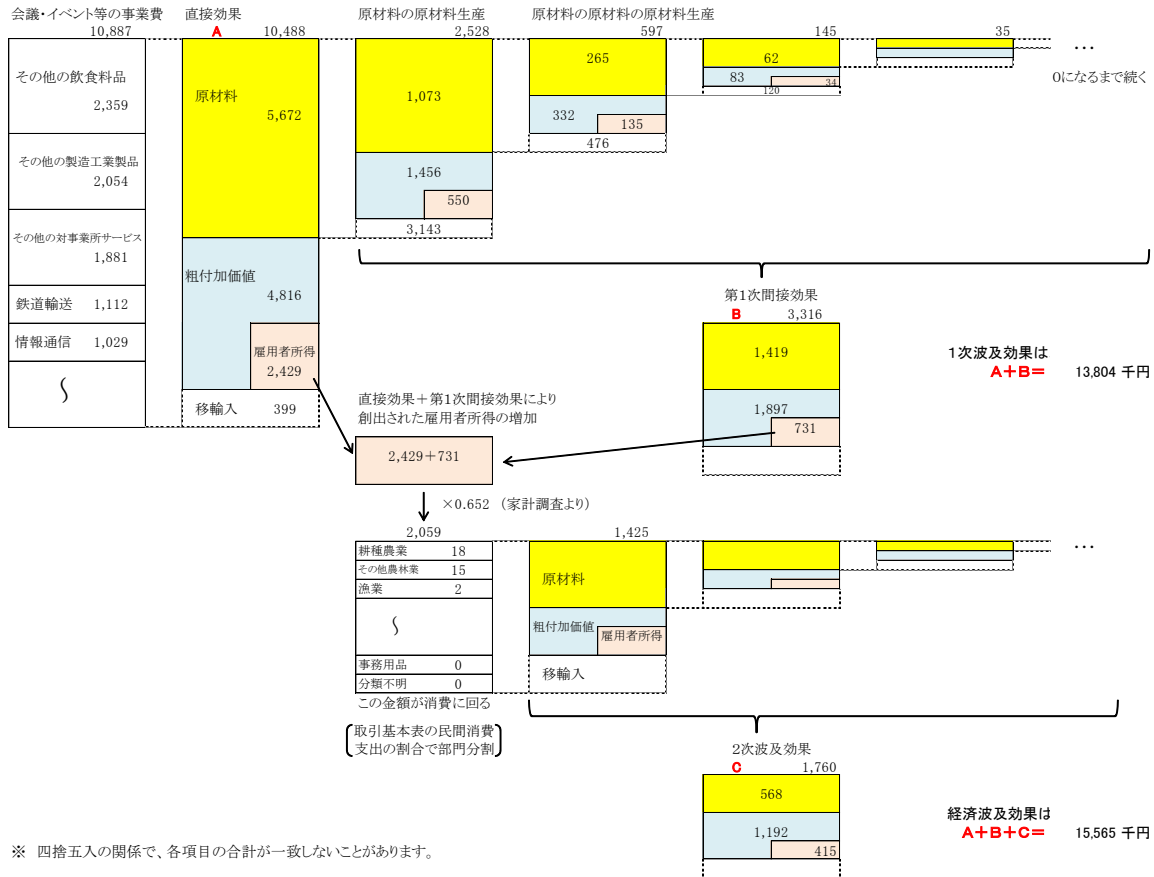 会議・イベント等の事業費 直接効果 原材料の原材料生産 原材料の原材料の原材料生産
10,887 A 10,488 2,528 597 145 35
その他の飲食料品
2,359
その他の製造工業製品
2,054
その他の対事業所サービス
1,881
鉄道輸送 1,112
情報通信 1,029
原材料
5,672
粗付加価値
4,816
雇用者所得
2,429
移輸入 399
1,073
1,456
550
3,143
265
332
135
476
62
83
34
120
…
0になるまで続く
第1次間接効果
B 3,316
1,419
1,897
731
1次波及効果は
A+B= 13,804 千円
直接効果+第1次間接効果により
創出された雇用者所得の増加
2,429+731
×0.652 (家計調査より)
2,059
耕種農業 18
その他農林業 15
漁業 2
事務用品 0
分類不明 0
この金額が消費に回る
取引基本表の民間消費
支出の割合で部門分割
1,425
原材料
粗付加価値
雇用者所得
移輸入
…
2次波及効果
C 1,760
568
1,192
415
経済波及効果は
A+B+C= 15,565 千円
※ 四捨五入の関係で、各項目の合計が一致しないことがあります。